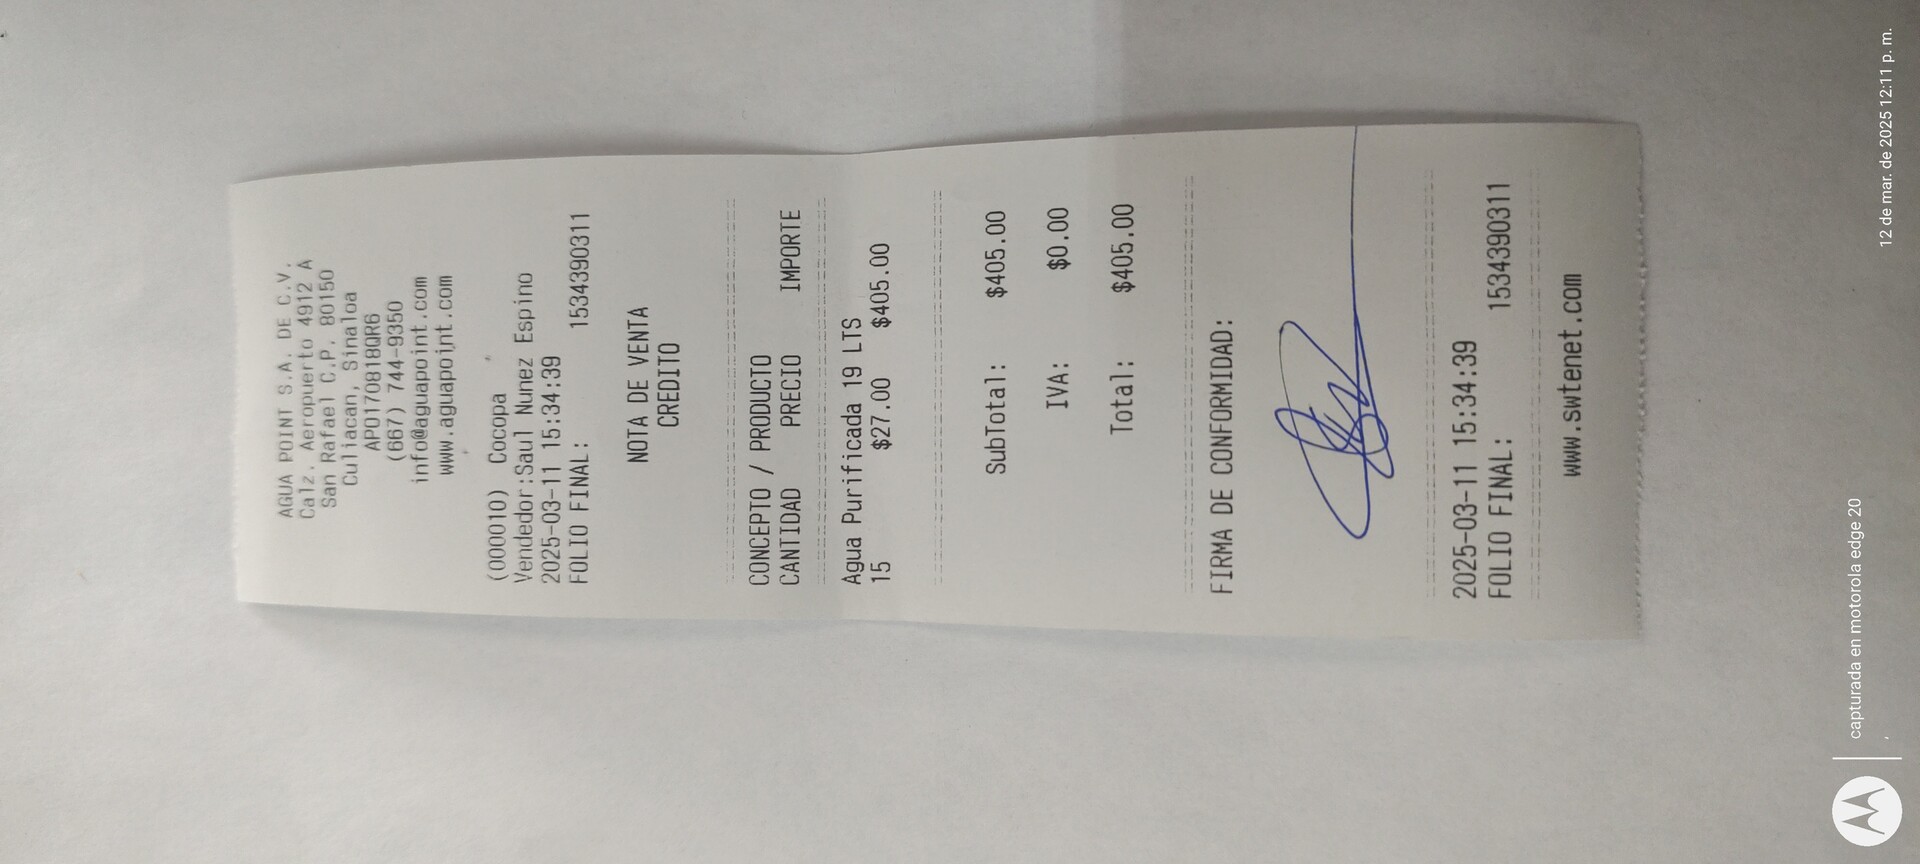 AGUA POINT S.A. DE C.V.
Calz. Aeropuerto 4912 A
San Rafael C.P. 80150
Culiacan, Sinaloa
APO170818QR6
(667) 744-9350
info@aguapoint.com
www.aguapoint.com
(000010) Cocopa
Vendedor:Saul Nunez Espino
2025-03-11 15:34:39
FOLIO FINAL: 1534390311
NOTA DE VENTA
CREDITO
CONCEPTO / PRODUCTO
CANTIDAD PRECIO IMPORTE
Agua Purificada 19 LTS
15 $27.00 $405.00
SubTotal: $405.00
IVA: $0.00
Total: $405.00
FIRMA DE CONFORMIDAD:
2025-03-11 15:34:39
FOLIO FINAL: 1534390311
www.swtenet.com
capturada en motorola edge 20
12 de mar. de 2025 12:11 p. m.